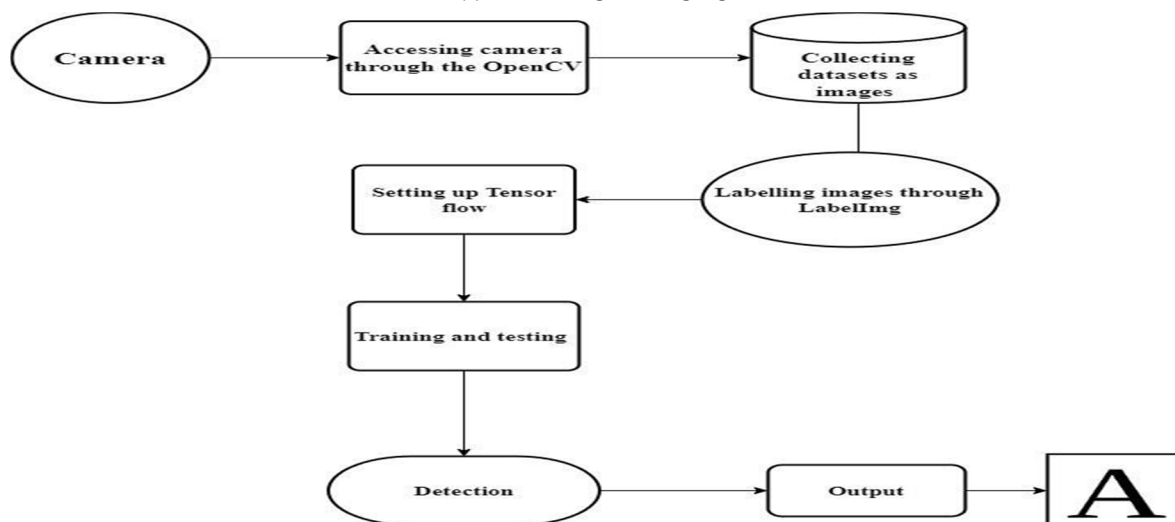 Camera
Accessing camera
through the OpenCV
Collecting
datasets as
images
Labelling images through
LabelImg
Setting up Tensor
flow
Training and testing
Detection
Output
A